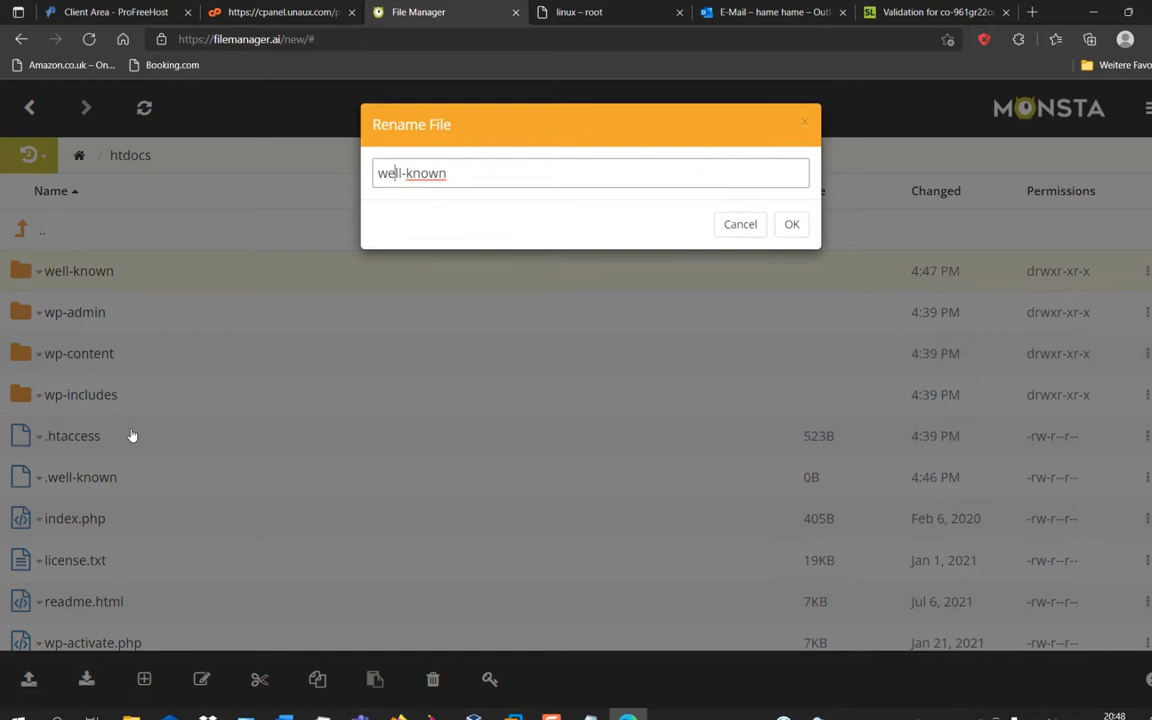 Client Area - ProFreeHost
https://cpanel.unaux.com/p
File Manager
linux – root
E-Mail – hame hame – Outl
Validation for co-961gr22o
https://filemanager.ai/new/#
Amazon.co.uk – On...
Booking.com
Weitere Favo
MONSTA
Rename File
×
htdocs
well-known
Name
e
Changed
Permissions
Cancel
OK
..
well-known
4:47 PM
drwxr-xr-x
wp-admin
4:39 PM
drwxr-xr-x
wp-content
4:39 PM
drwxr-xr-x
wp-includes
4:39 PM
drwxr-xr-x
.htaccess
523B
4:39 PM
-rw-r--r--
.well-known
0B
4:46 PM
-rw-r--r--
index.php
405B
Feb 6, 2020
-rw-r--r--
license.txt
19KB
Jan 1, 2021
-rw-r--r--
readme.html
7KB
Jul 6, 2021
-rw-r--r--
wp-activate.php
7KB
Jan 21, 2021
-rw-r--r--
20:48